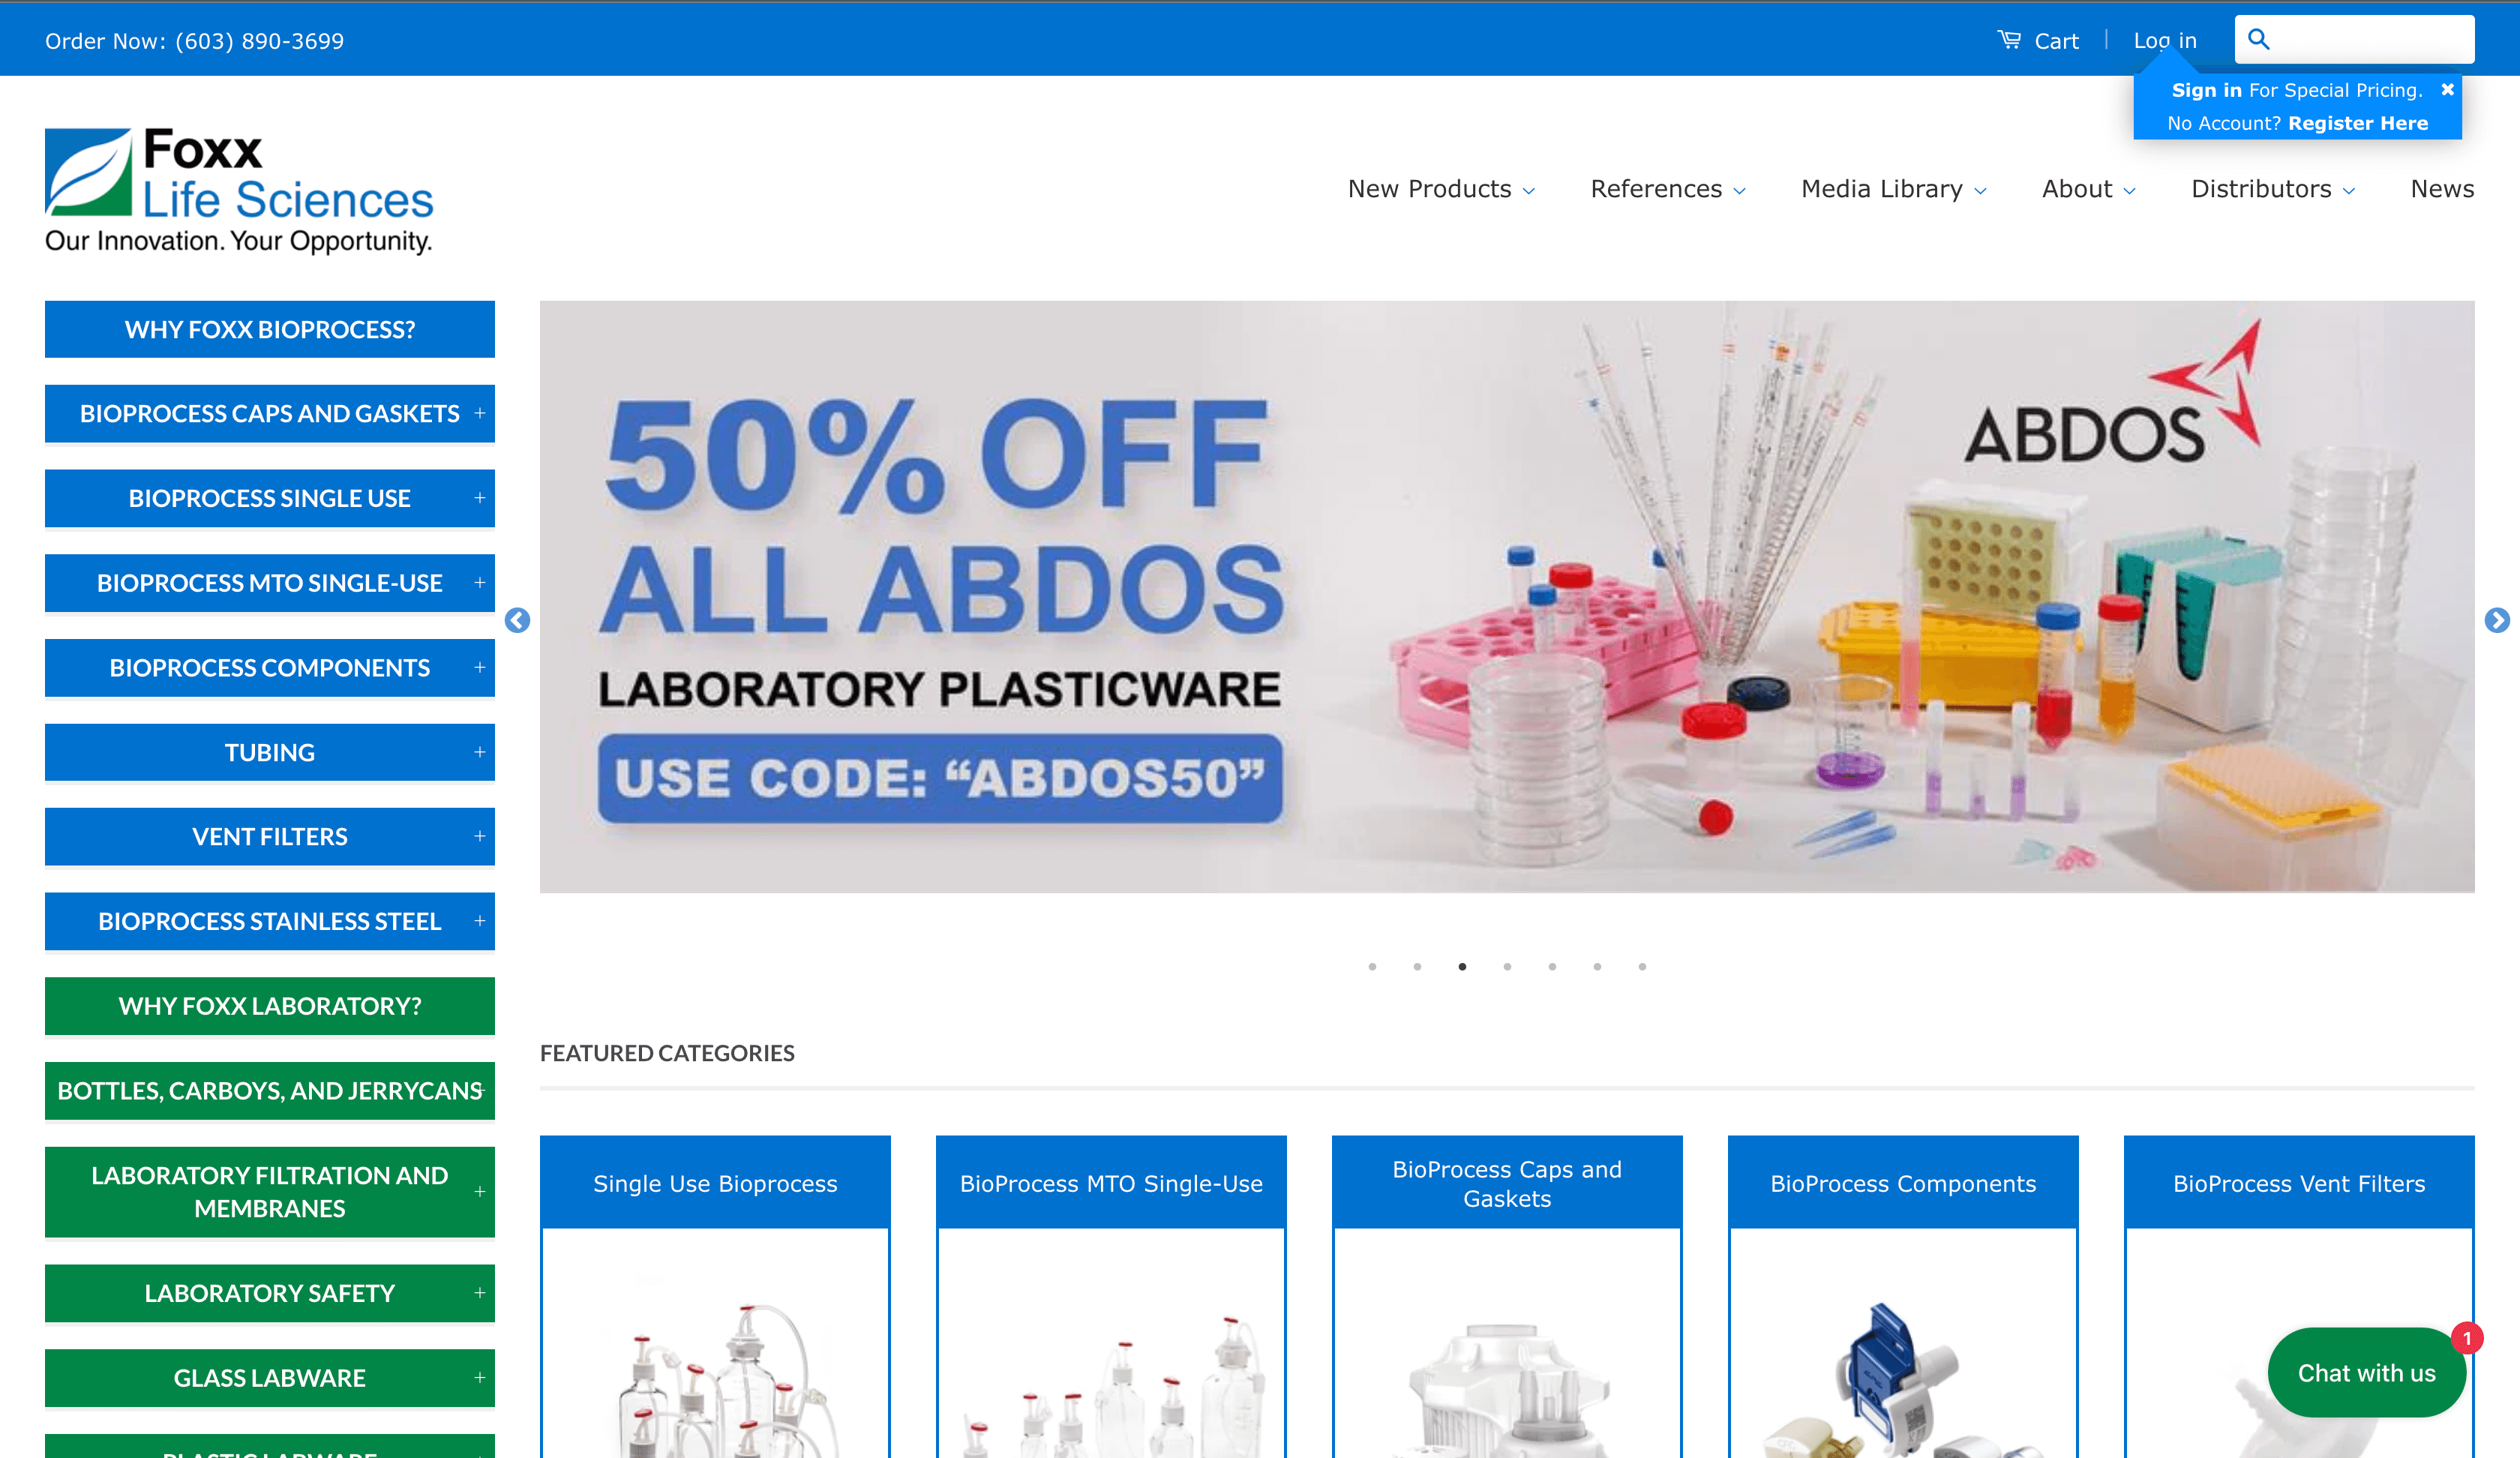 Order Now: (603) 890-3699
Cart
Log in
Sign in For Special Pricing.
No Account? Register Here
Foxx
Life Sciences
Our Innovation. Your Opportunity.
New Products
References
Media Library
About
Distributors
News
WHY FOXX BIOPROCESS?
BIOPROCESS CAPS AND GASKETS +
BIOPROCESS SINGLE USE +
BIOPROCESS MTO SINGLE-USE +
BIOPROCESS COMPONENTS +
TUBING +
VENT FILTERS +
BIOPROCESS STAINLESS STEEL +
WHY FOXX LABORATORY?
BOTTLES, CARBOYS, AND JERRYCANS +
LABORATORY FILTRATION AND
MEMBRANES +
LABORATORY SAFETY +
GLASS LABWARE +
PLASTIC LABWARE
50% OFF
ALL ABDOS
LABORATORY PLASTICWARE
USE CODE: “ABDOS50”
ABDOS
FEATURED CATEGORIES
Single Use Bioprocess
BioProcess MTO Single-Use
BioProcess Caps and
Gaskets
BioProcess Components
BioProcess Vent Filters
Chat with us
1